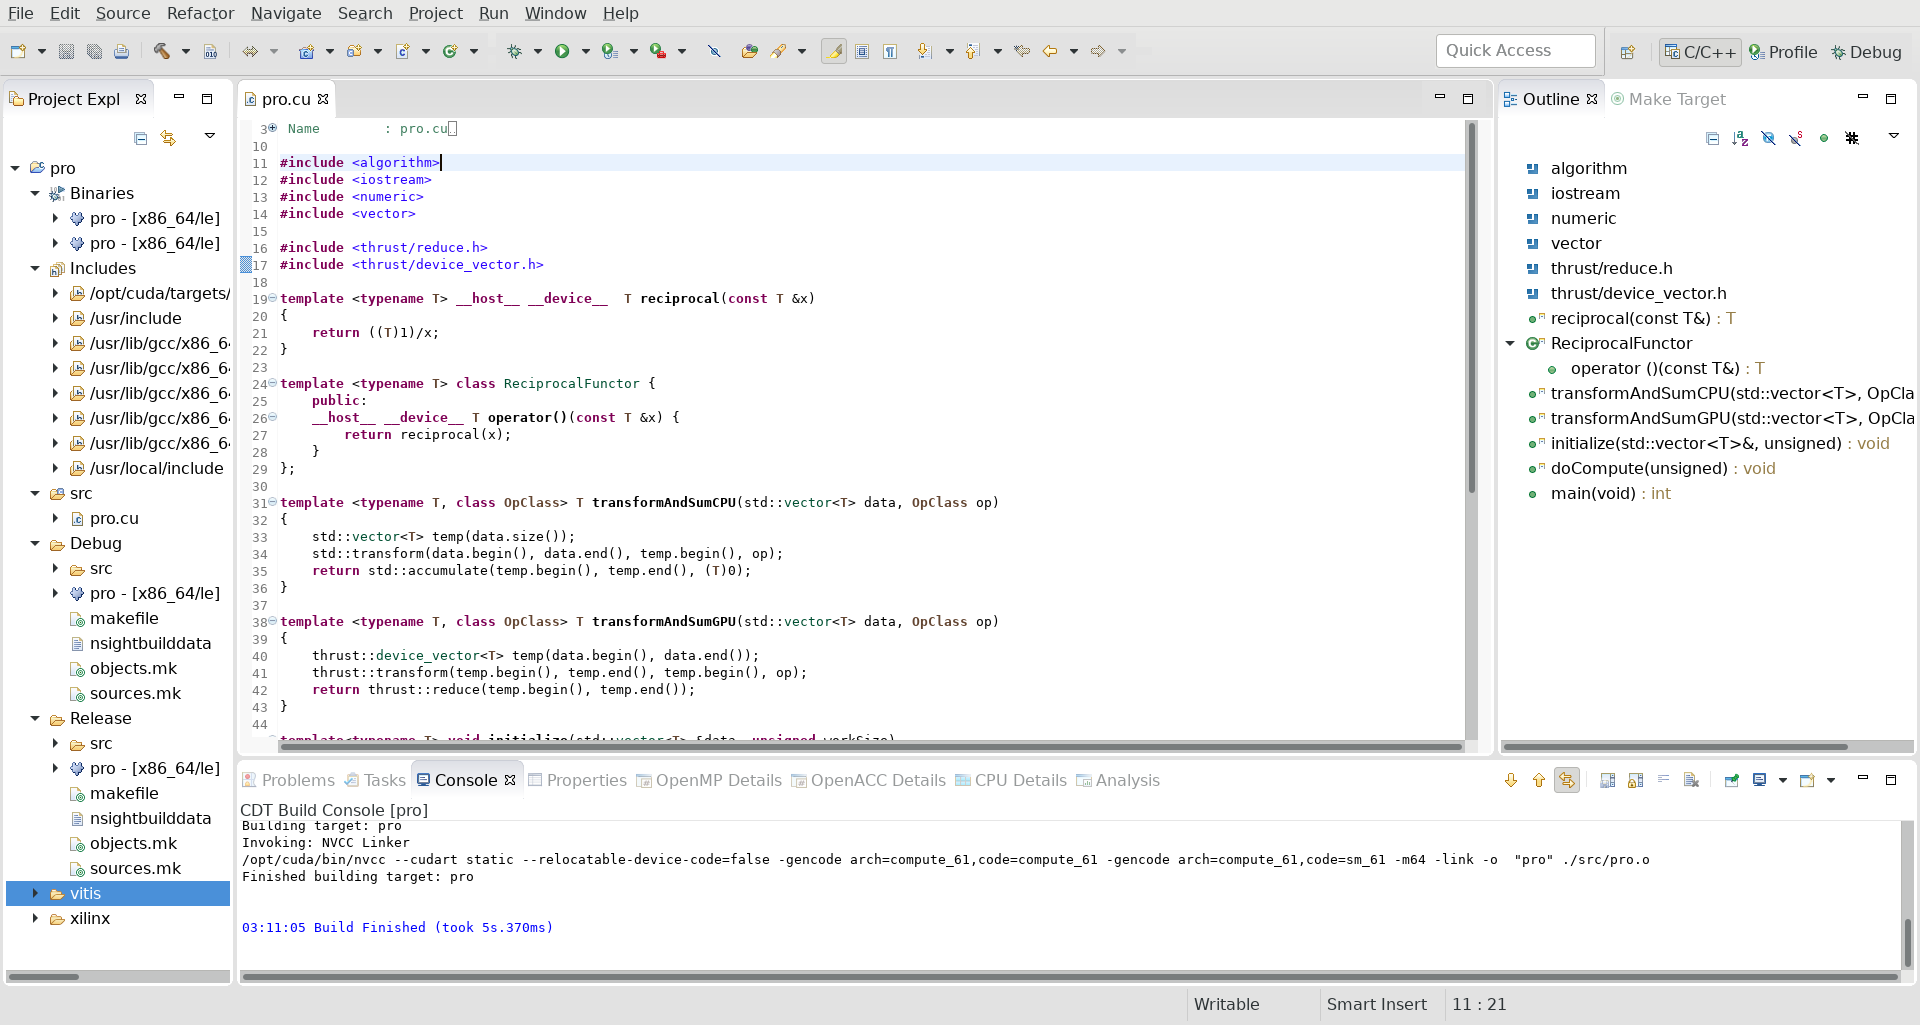 File Edit Source Refactor Navigate Search Project Run Window Help
Quick Access
C/C++ Profile Debug
Project Expl
pro
Binaries
pro - [x86_64/le]
pro - [x86_64/le]
Includes
/opt/cuda/targets/
/usr/include
/usr/lib/gcc/x86_6
/usr/lib/gcc/x86_6
/usr/lib/gcc/x86_6
/usr/lib/gcc/x86_6
/usr/lib/gcc/x86_6
/usr/local/include
src
pro.cu
Debug
src
pro - [x86_64/le]
makefile
nsightbuilddata
objects.mk
sources.mk
Release
src
pro - [x86_64/le]
makefile
nsightbuilddata
objects.mk
sources.mk
vitis
xilinx
pro.cu
3 Name : pro.cu
10
11 #include <algorithm>
12 #include <iostream>
13 #include <numeric>
14 #include <vector>
15
16 #include <thrust/reduce.h>
17 #include <thrust/device_vector.h>
18
19 template <typename T> __host__ __device__  T reciprocal(const T &x)
20 {
21     return ((T)1)/x;
22 }
23
24 template <typename T> class ReciprocalFunctor {
25     public:
26     __host__ __device__ T operator()(const T &x) {
27         return reciprocal(x);
28     }
29 };
30
31 template <typename T, class OpClass> T transformAndSumCPU(std::vector<T> data, OpClass op)
32 {
33     std::vector<T> temp(data.size());
34     std::transform(data.begin(), data.end(), temp.begin(), op);
35     return std::accumulate(temp.begin(), temp.end(), (T)0);
36 }
37
38 template <typename T, class OpClass> T transformAndSumGPU(std::vector<T> data, OpClass op)
39 {
40     thrust::device_vector<T> temp(data.begin(), data.end());
41     thrust::transform(temp.begin(), temp.end(), temp.begin(), op);
42     return thrust::reduce(temp.begin(), temp.end());
43 }
44
template<typename T> void initialize(std::vector<T> &data, unsigned workSize)
Outline Make Target
algorithm
iostream
numeric
vector
thrust/reduce.h
thrust/device_vector.h
reciprocal(const T&) : T
ReciprocalFunctor
operator ()(const T&) : T
transformAndSumCPU(std::vector<T>, OpCla
transformAndSumGPU(std::vector<T>, OpCla
initialize(std::vector<T>&, unsigned) : void
doCompute(unsigned) : void
main(void) : int
Problems Tasks Console Properties OpenMP Details OpenACC Details CPU Details Analysis
CDT Build Console [pro]
Building target: pro
Invoking: NVCC Linker
/opt/cuda/bin/nvcc --cudart static --relocatable-device-code=false -gencode arch=compute_61,code=compute_61 -gencode arch=compute_61,code=sm_61 -m64 -link -o  "pro" ./src/pro.o
Finished building target: pro
03:11:05 Build Finished (took 5s.370ms)
Writable Smart Insert 11 : 21